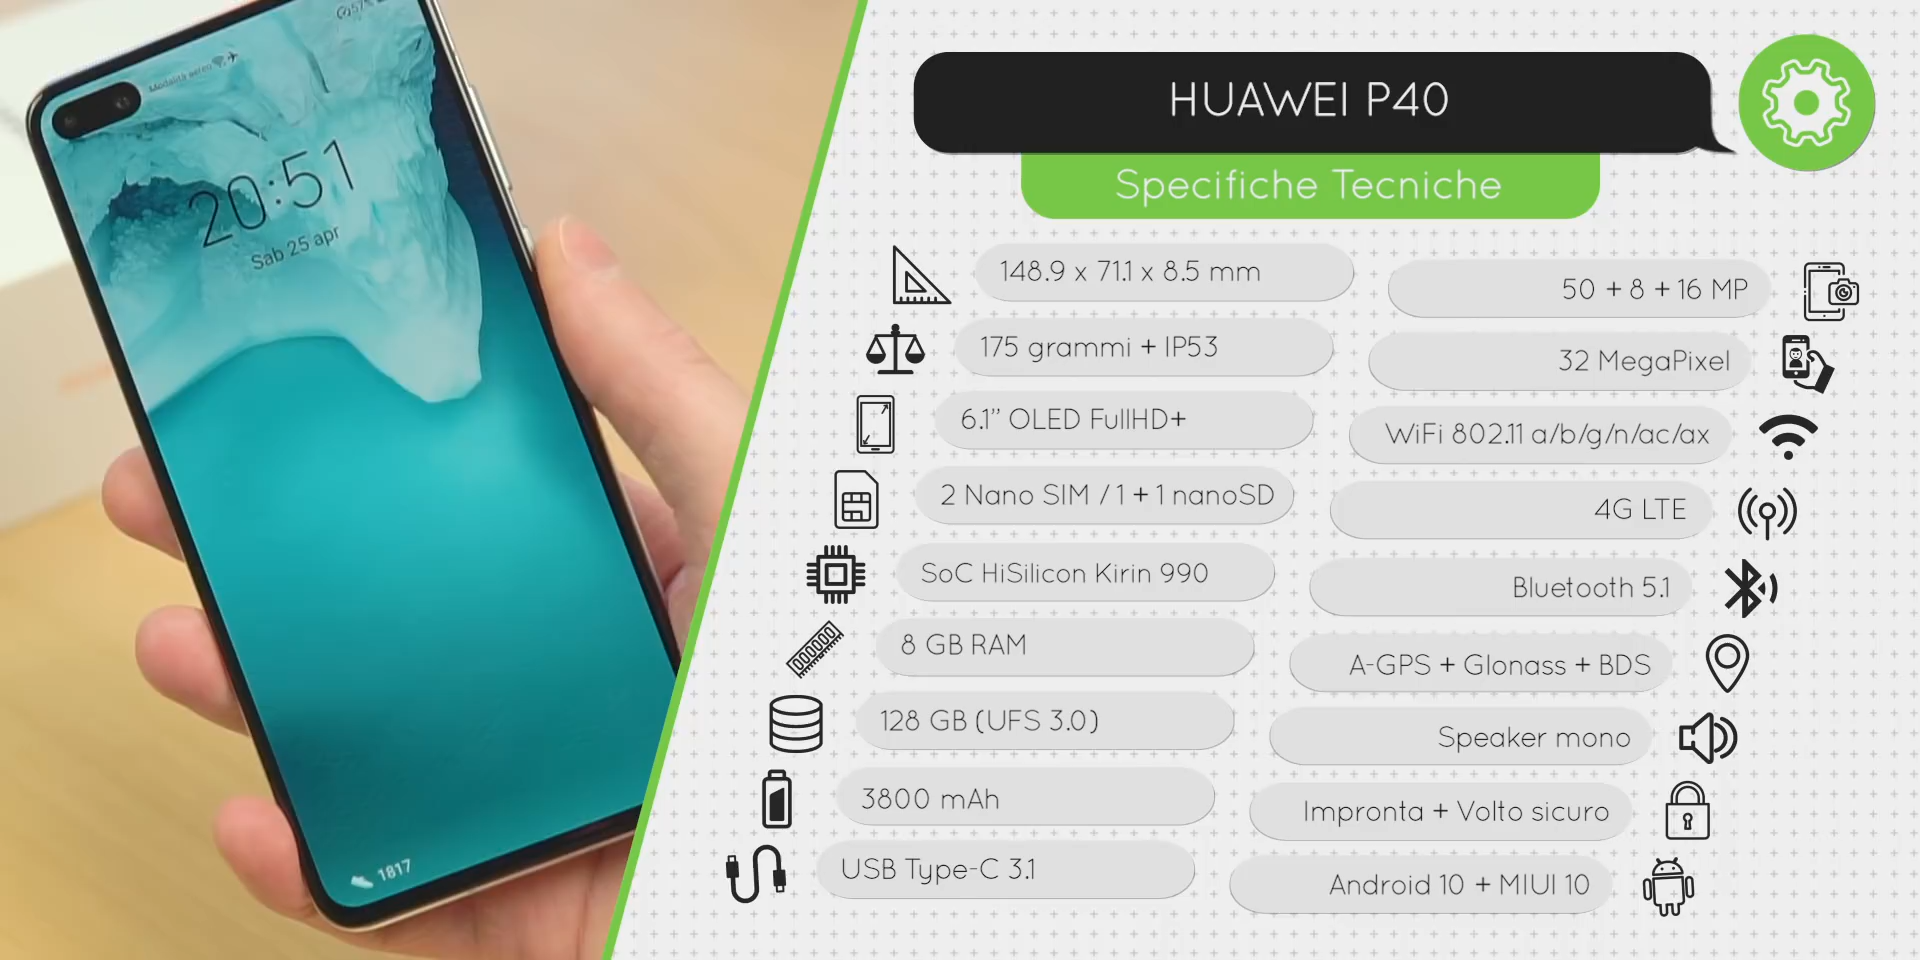 57%
Modalità aereo
20:51
Sab 25 apr
1817
HUAWEI P40
Specifiche Tecniche
148.9 x 71.1 x 8.5 mm
175 grammi + IP53
6.1” OLED FullHD+
2 Nano SIM / 1 + 1 nanoSD
SoC HiSilicon Kirin 990
8 GB RAM
128 GB (UFS 3.0)
3800 mAh
USB Type-C 3.1
50 + 8 + 16 MP
32 MegaPixel
WiFi 802.11 a/b/g/n/ac/ax
4G LTE
Bluetooth 5.1
A-GPS + Glonass + BDS
Speaker mono
Impronta + Volto sicuro
Android 10 + MIUI 10